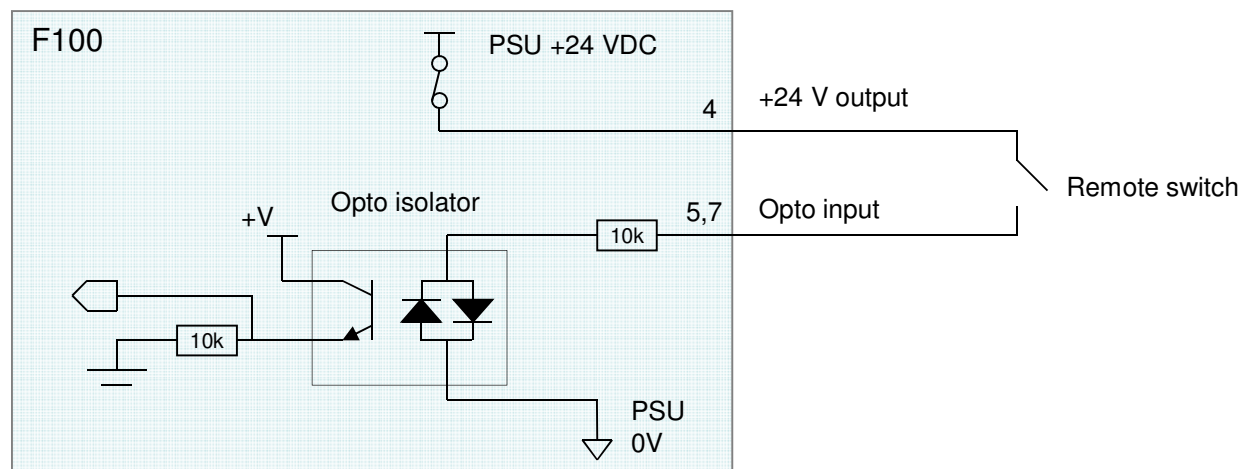 F100
PSU +24 VDC
4
+24 V output
Remote switch
Opto isolator
5,7
Opto input
+V
10k
10k
PSU
0V